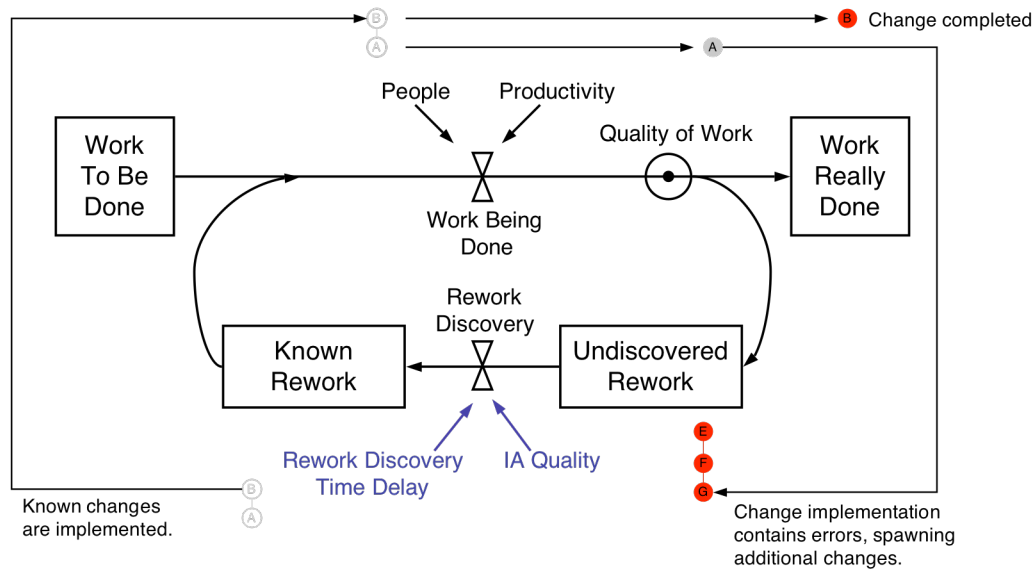 B
B
Change completed
A
A
People
Productivity
Quality of Work
Work
To Be
Done
Work
Really
Done
Work Being
Done
Rework
Discovery
Known
Rework
Undiscovered
Rework
E
F
G
Rework Discovery
Time Delay
IA Quality
B
A
Known changes
are implemented.
Change implementation
contains errors, spawning
additional changes.